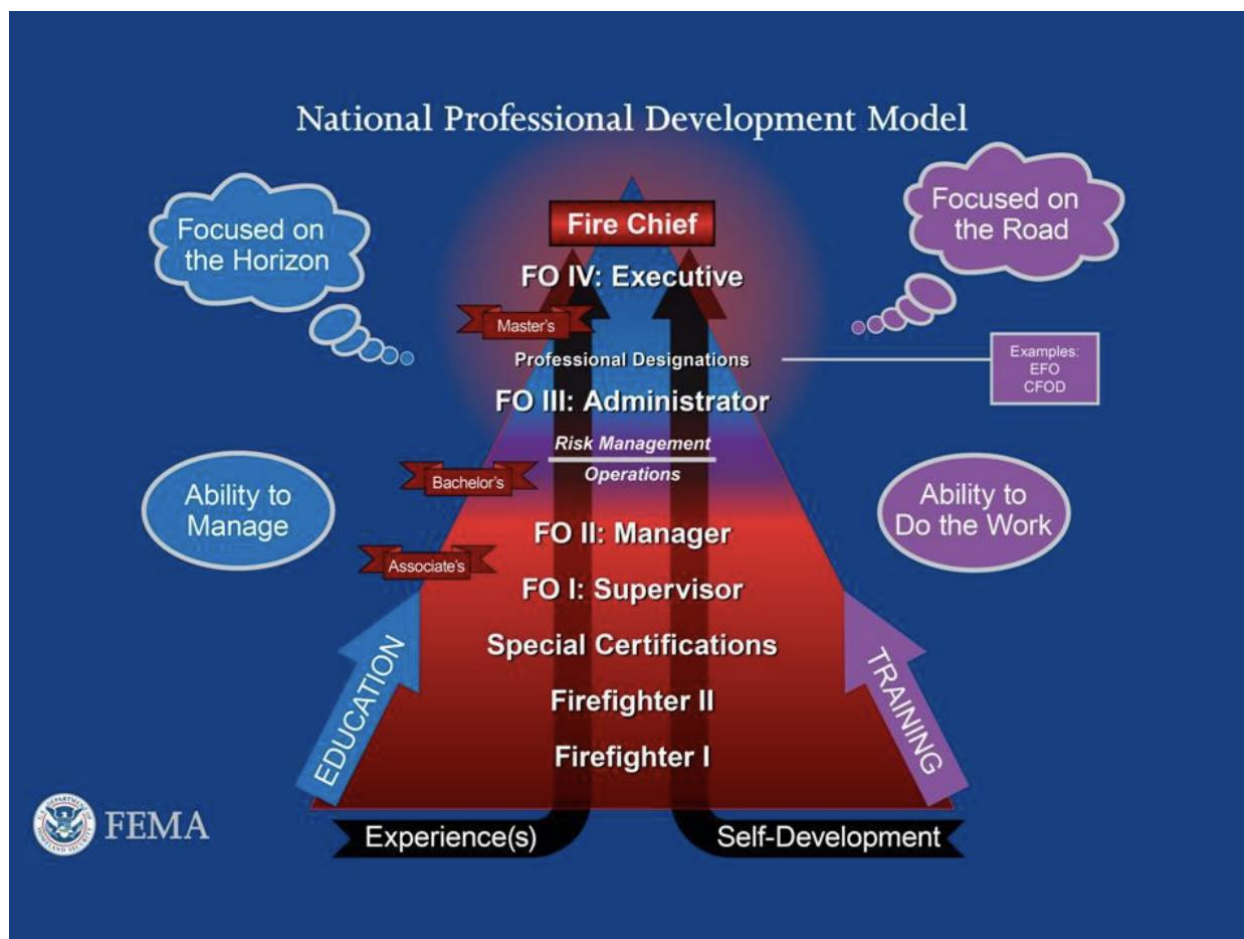 National Professional Development Model
Focused on
the Horizon
Focused on
the Road
Fire Chief
FO IV: Executive
Master's
Professional Designations
Examples:
EFO
CFOD
FO III: Administrator
Risk Management
Operations
Bachelor's
Ability to
Manage
Ability to
Do the Work
FO II: Manager
Associate's
FO I: Supervisor
Special Certifications
Firefighter II
Firefighter I
EDUCATION
TRAINING
Experience(s)
Self-Development
FEMA